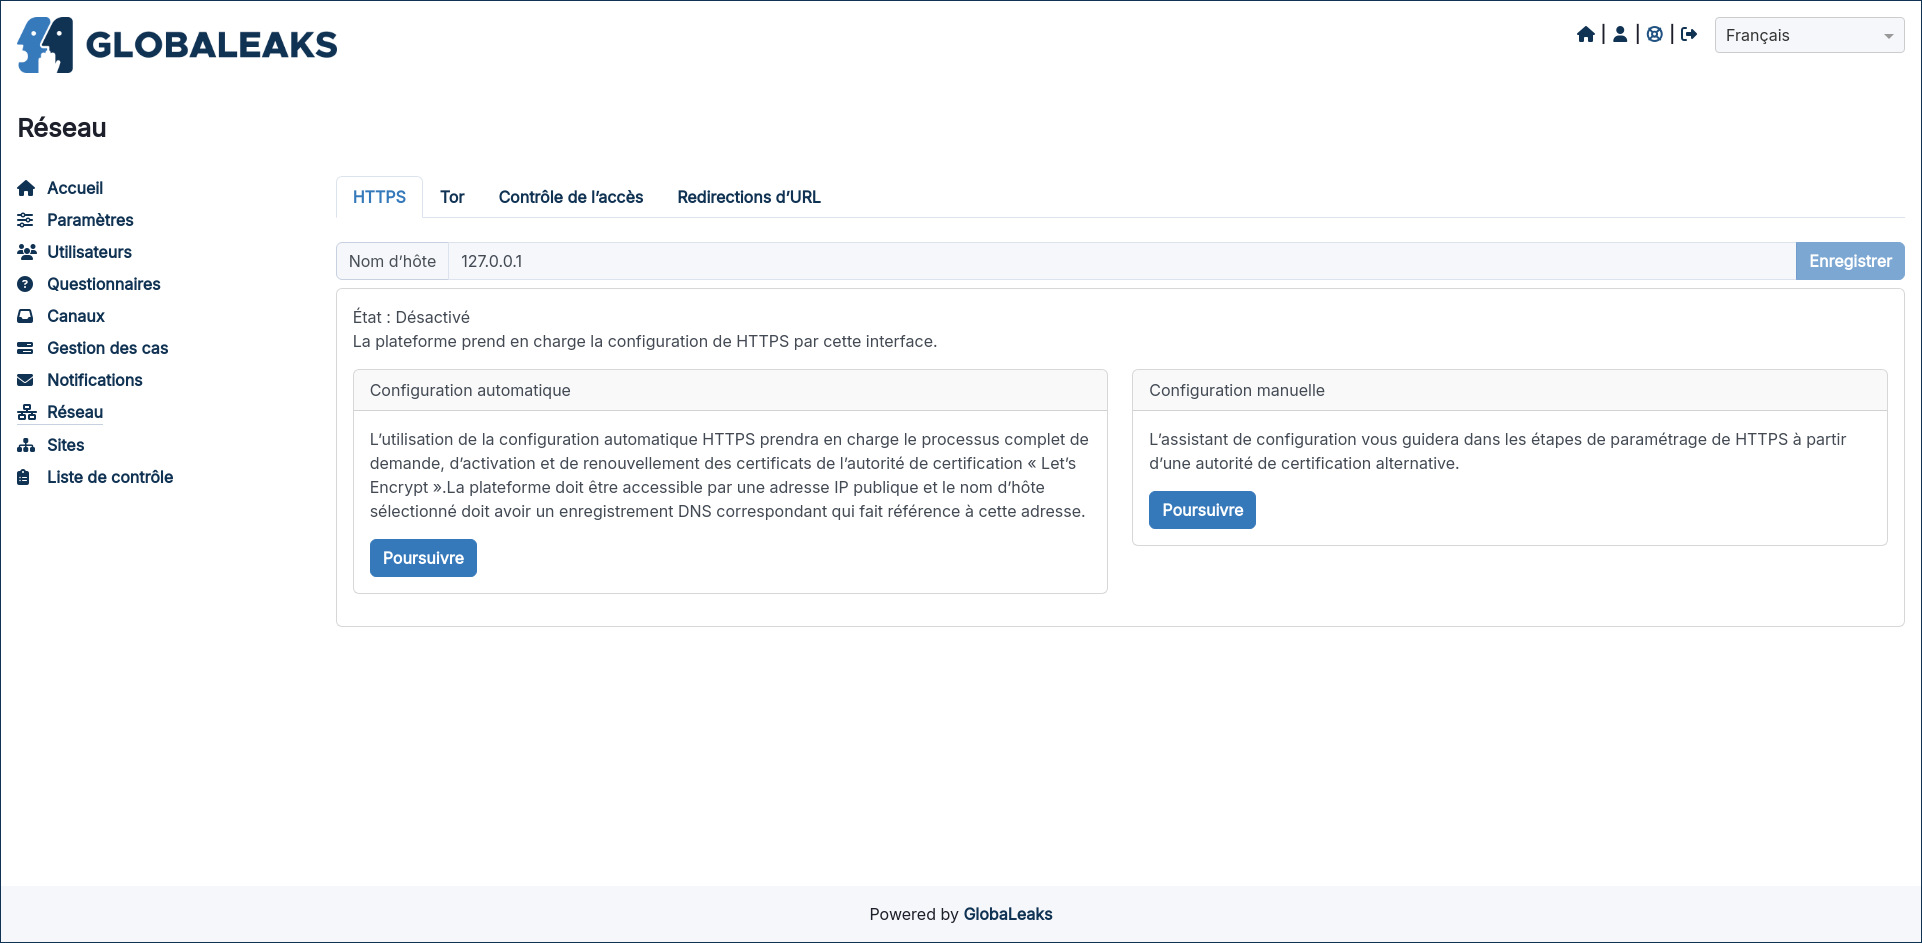 GLOBALEAKS
Français
Réseau
Accueil
Paramètres
Utilisateurs
Questionnaires
Canaux
Gestion des cas
Notifications
Réseau
Sites
Liste de contrôle
HTTPS Tor Contrôle de l’accès Redirections d’URL
Nom d’hôte 127.0.0.1 Enregistrer
État : Désactivé
La plateforme prend en charge la configuration de HTTPS par cette interface.
Configuration automatique
L’utilisation de la configuration automatique HTTPS prendra en charge le processus complet de
demande, d’activation et de renouvellement des certificats de l’autorité de certification « Let’s
Encrypt ».La plateforme doit être accessible par une adresse IP publique et le nom d’hôte
sélectionné doit avoir un enregistrement DNS correspondant qui fait référence à cette adresse.
Poursuivre
Configuration manuelle
L’assistant de configuration vous guidera dans les étapes de paramétrage de HTTPS à partir
d’une autorité de certification alternative.
Poursuivre
Powered by GlobaLeaks